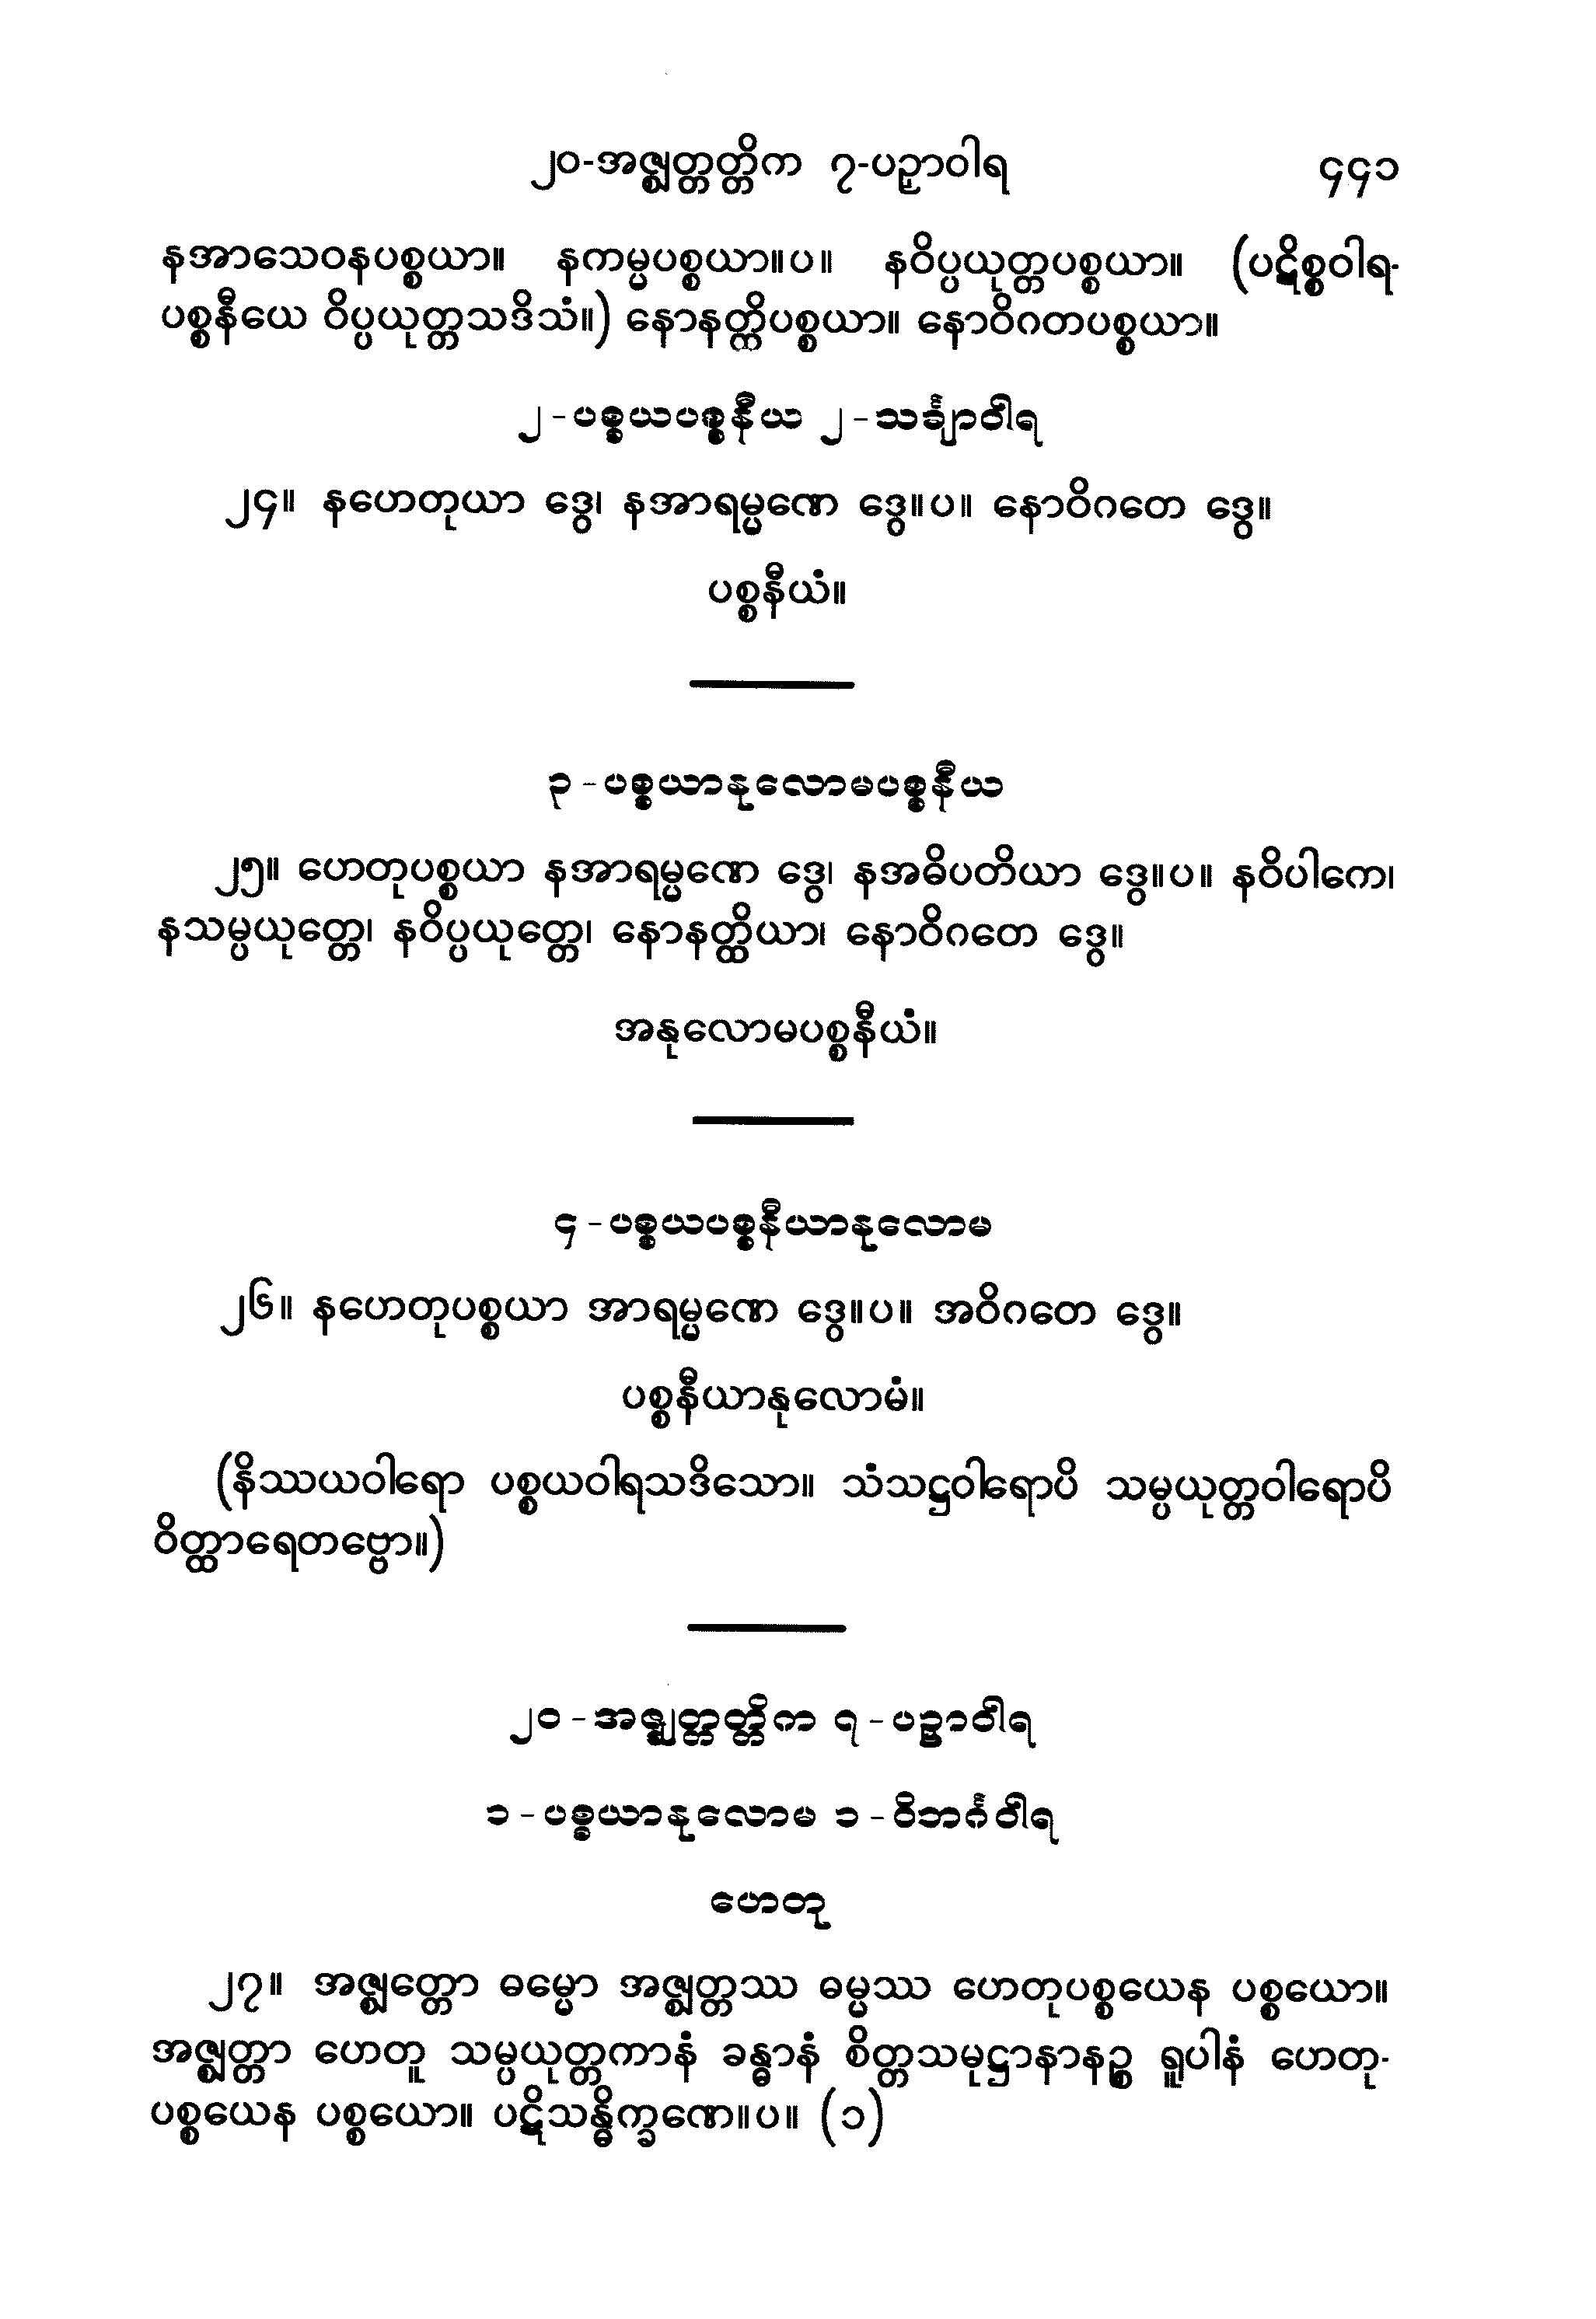 ၂၀-အဇ္ဈတ္တတ္တိက ၇-ပဉှာဝါရ ၄၄၁
နအာသေဝနပစ္စယာ။ နကမ္မပစ္စယာ။ပ။ နဝိပ္ပယုတ္တပစ္စယာ။ (ပဋိစ္စဝါရ-
ပစ္စနီယေ ဝိပ္ပယုတ္တသဒိသံ။) နောနတ္ထိပစ္စယာ။ နောဝိဂတပစ္စယာ။
၂-ပစ္စယပစ္စနီယ ၂-သင်္ချာဝါရ
၂၄။ နဟေတုယာ ဒွေ၊ နအာရမ္မဏေ ဒွေ။ပ။ နောဝိဂတေ ဒွေ။
ပစ္စနီယံ။
၃-ပစ္စယာနုလောမပစ္စနီယ
၂၅။ ဟေတုပစ္စယာ နအာရမ္မဏေ ဒွေ၊ နအဓိပတိယာ ဒွေ။ပ။ နဝိပါကေ၊
နသမ္ပယုတ္တေ၊ နဝိပ္ပယုတ္တေ၊ နောနတ္ထိယာ၊ နောဝိဂတေ ဒွေ။
အနုလောမပစ္စနီယံ။
၄-ပစ္စယပစ္စနီယာနုလောမ
၂၆။ နဟေတုပစ္စယာ အာရမ္မဏေ ဒွေ။ပ။ အဝိဂတေ ဒွေ။
ပစ္စနီယာနုလောမံ။
(နိဿယဝါရော ပစ္စယဝါရသဒိသော။ သံသဋ္ဌဝါရောပိ သမ္ပယုတ္တဝါရောပိ
ဝိတ္ထာရေတဗ္ဗော။)
၂၀-အဇ္ဈတ္တတ္တိက ၇-ပဉှာဝါရ
၁-ပစ္စယာနုလောမ ၁-ဝိဘင်္ဂဝါရ
ဟေတု
၂၇။ အဇ္ဈတ္တော ဓမ္မော အဇ္ဈတ္တဿ ဓမ္မဿ ဟေတုပစ္စယေန ပစ္စယော။
အဇ္ဈတ္တာ ဟေတူ သမ္ပယုတ္တကာနံ ခန္ဓာနံ စိတ္တသမုဋ္ဌာနာနဉ္စ ရူပါနံ ဟေတု-
ပစ္စယေန ပစ္စယော။ ပဋိသန္ဓိက္ခဏေ။ပ။ (၁)